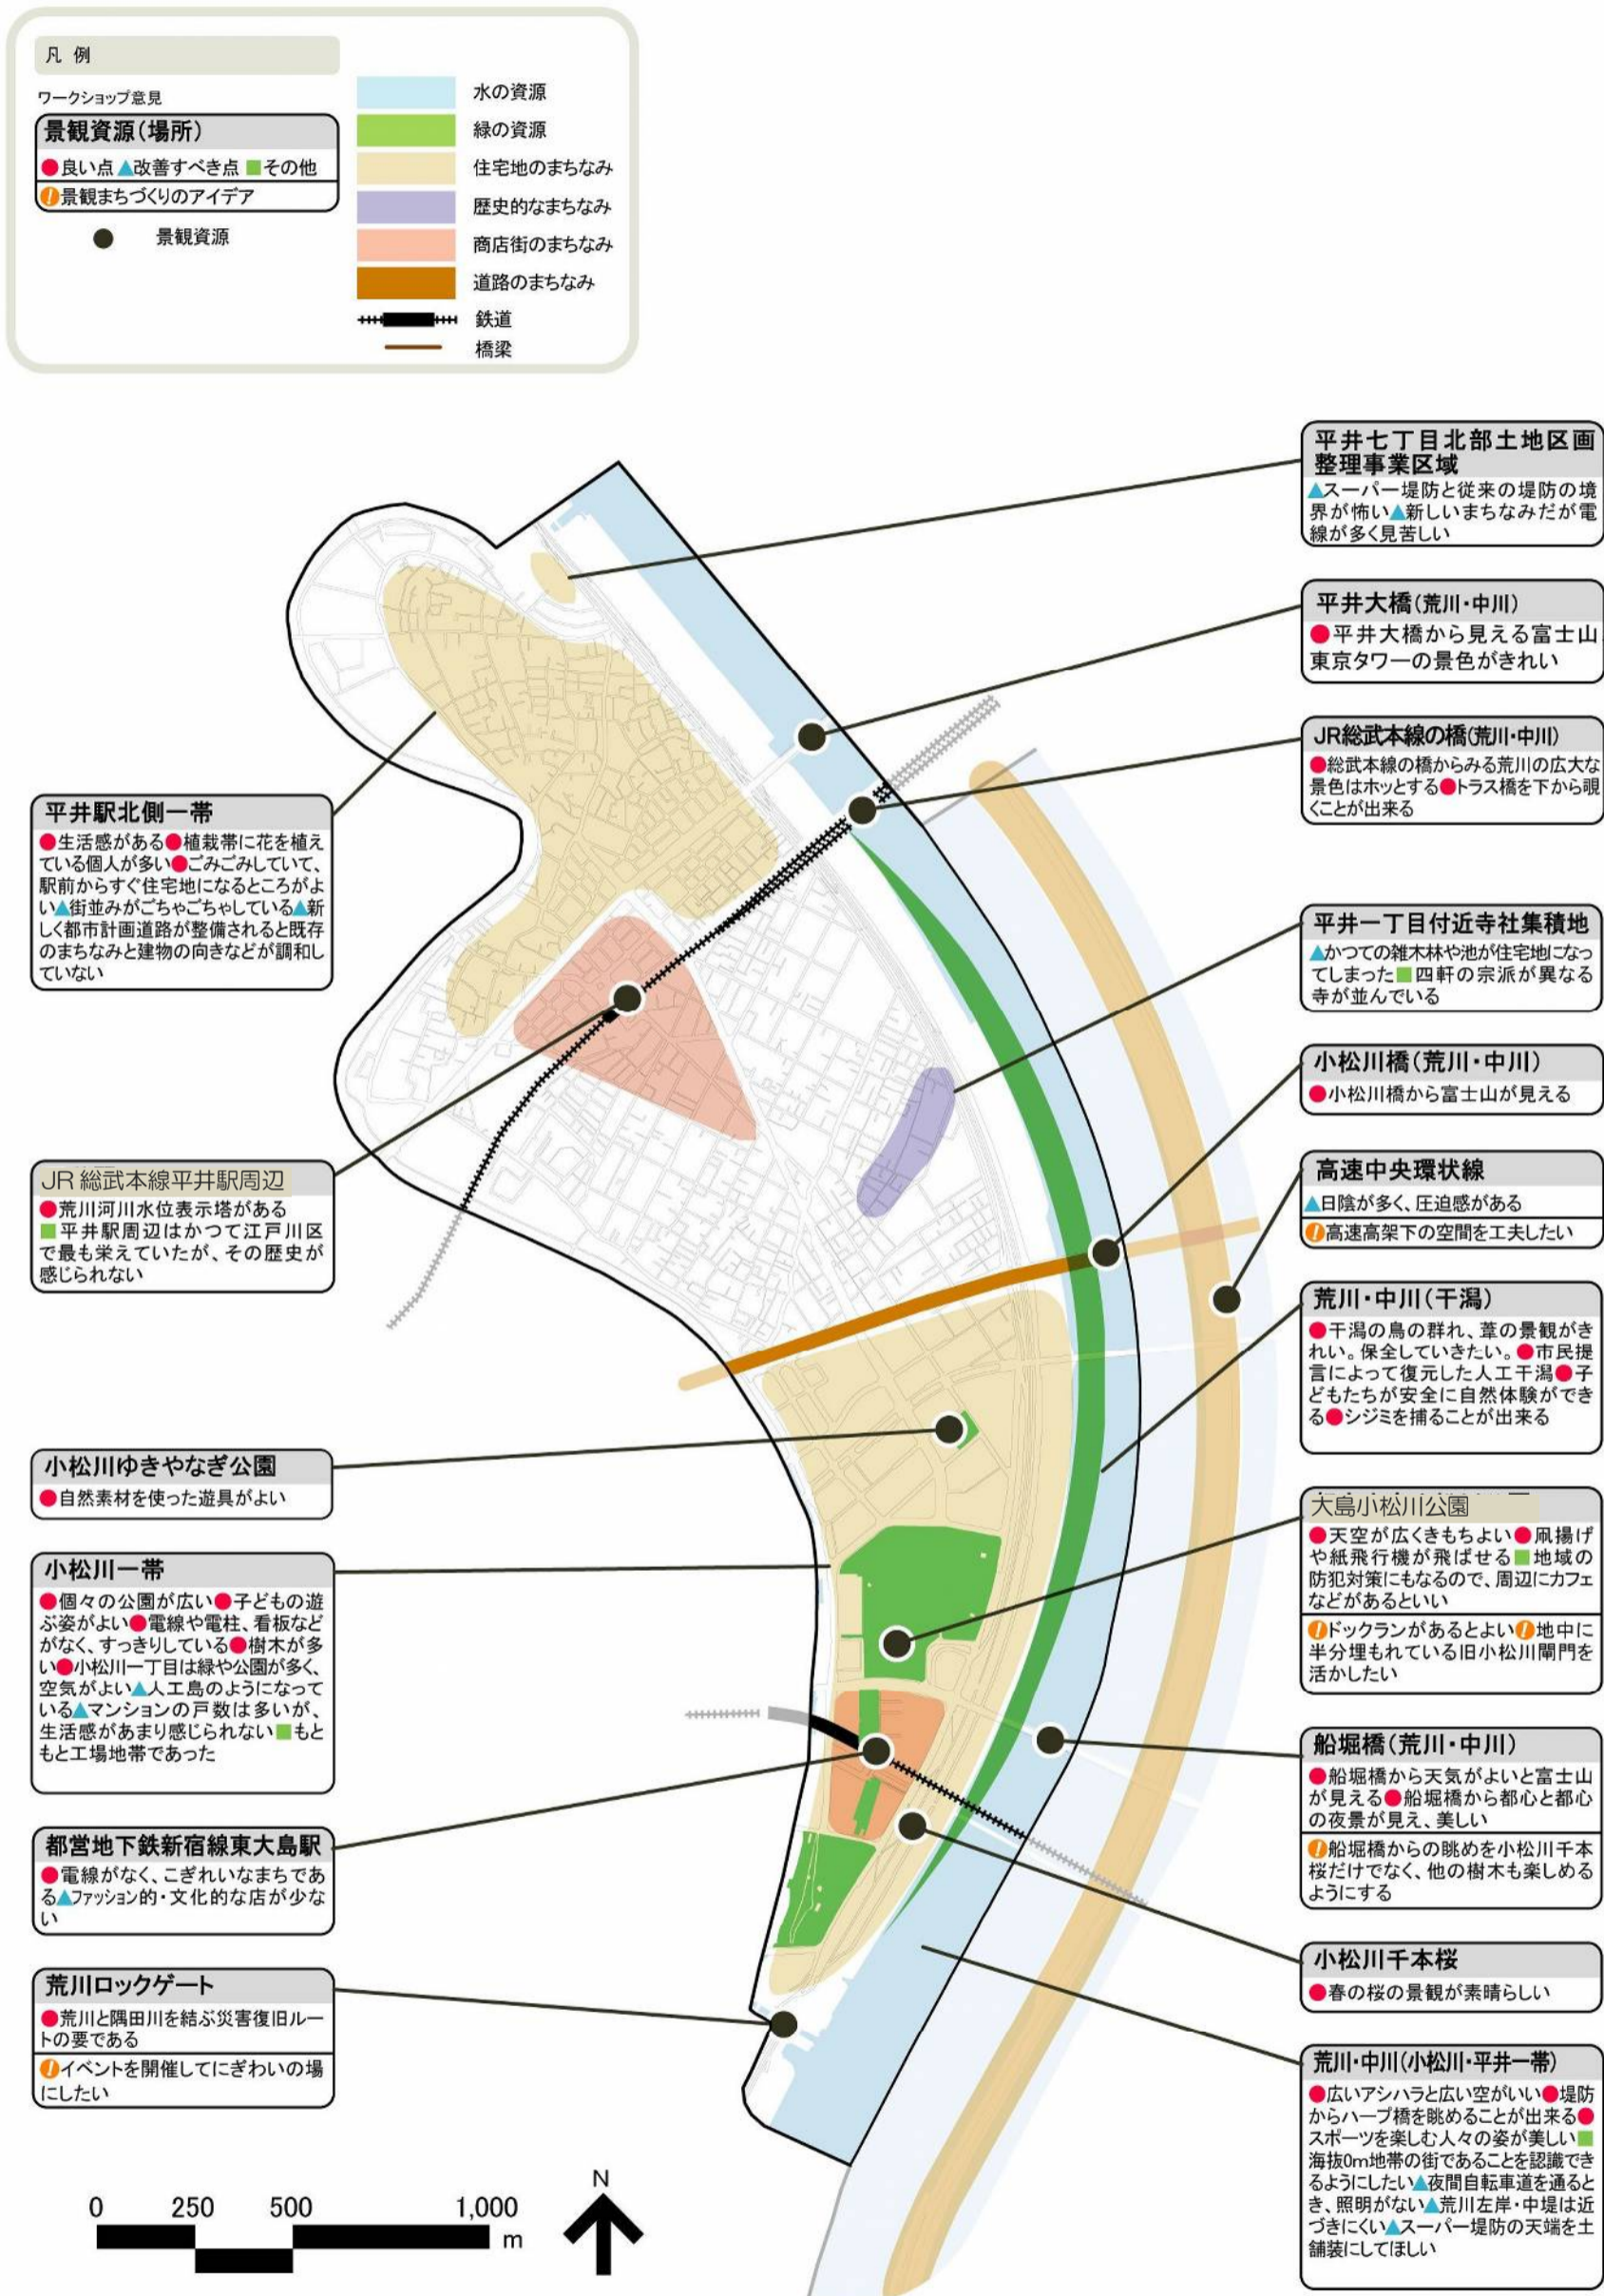 凡 例
ワークショップ意見
景観資源(場所)
●良い点▲改善すべき点■その他
!景観まちづくりのアイデア
景観資源
水の資源
緑の資源
住宅地のまちなみ
歴史的なまちなみ
商店街のまちなみ
道路のまちなみ
鉄道
橋梁
平井七丁目北部土地区画
整理事業区域
▲スーパー堤防と従来の堤防の境
界が怖い▲新しいまちなみだが電
線が多く見苦しい
平井大橋(荒川・中川)
●平井大橋から見える富士山、
東京タワーの景色がきれい
JR総武本線の橋(荒川・中川)
●総武本線の橋からみる荒川の広大な
景色はホッとする●トラス橋を下から覗
くことが出来る
平井一丁目付近寺社集積地
▲かつての雑木林や池が住宅地になっ
てしまった■四軒の宗派が異なる
寺が並んでいる
小松川橋(荒川・中川)
●小松川橋から富士山が見える
高速中央環状線
▲日陰が多く、圧迫感がある
!高速高架下の空間を工夫したい
荒川・中川(干潟)
●干潟の鳥の群れ、葦の景観がき
れい。保全していきたい。●市民提
言によって復元した人工干潟●子
どもたちが安全に自然体験ができ
る●シジミを捕ることが出来る
大島小松川公園
●天空が広くきもちよい●凧揚げ
や紙飛行機が飛ばせる■地域の
防犯対策にもなるので、周辺にカフェ
などがあるといい
!ドックランがあるとよい!地中に
半分埋もれている旧小松川閘門を
活かしたい
船堀橋(荒川・中川)
●船堀橋から天気がよいと富士山
が見える●船堀橋から都心と都心
の夜景が見え、美しい
!船堀橋からの眺めを小松川千本
桜だけでなく、他の樹木も楽しめる
ようにする
小松川千本桜
●春の桜の景観が素晴らしい
荒川・中川(小松川・平井一帯)
●広いアシハラと広い空がいい●堤防
からハープ橋を眺めることが出来る●
スポーツを楽しむ人々の姿が美しい■
海抜0m地帯の街であることを認識でき
るようにしたい▲夜間自転車道を通ると
き、照明がない▲荒川左岸・中堤は近
づきにくい▲スーパー堤防の天端を土
舗装にしてほしい
平井駅北側一帯
●生活感がある●植栽帯に花を植え
ている個人が多い●ごみごみしていて、
駅前からすぐ住宅地になるところがよ
い▲街並みがごちゃごちゃしている▲新
しく都市計画道路が整備されると既存
のまちなみと建物の向きなどが調和し
ていない
JR 総武本線平井駅周辺
●荒川河川水位表示塔がある
■平井駅周辺はかつて江戸川区
で最も栄えていたが、その歴史が
感じられない
小松川ゆきやなぎ公園
●自然素材を使った遊具がよい
小松川一帯
●個々の公園が広い●子どもの遊
ぶ姿がよい●電線や電柱、看板など
がなく、すっきりしている●樹木が多
い●小松川一丁目は緑や公園が多く、
空気がよい▲人工島のようになって
いる▲マンションの戸数は多いが、
生活感があまり感じられない■もと
もと工場地帯であった
都営地下鉄新宿線東大島駅
●電線がなく、こぎれいなまちであ
る▲ファッション的・文化的な店が少な
い
荒川ロックゲート
●荒川と隅田川を結ぶ災害復旧ルー
トの要である
!イベントを開催してにぎわいの場
にしたい
0 250 500 1,000
m
N